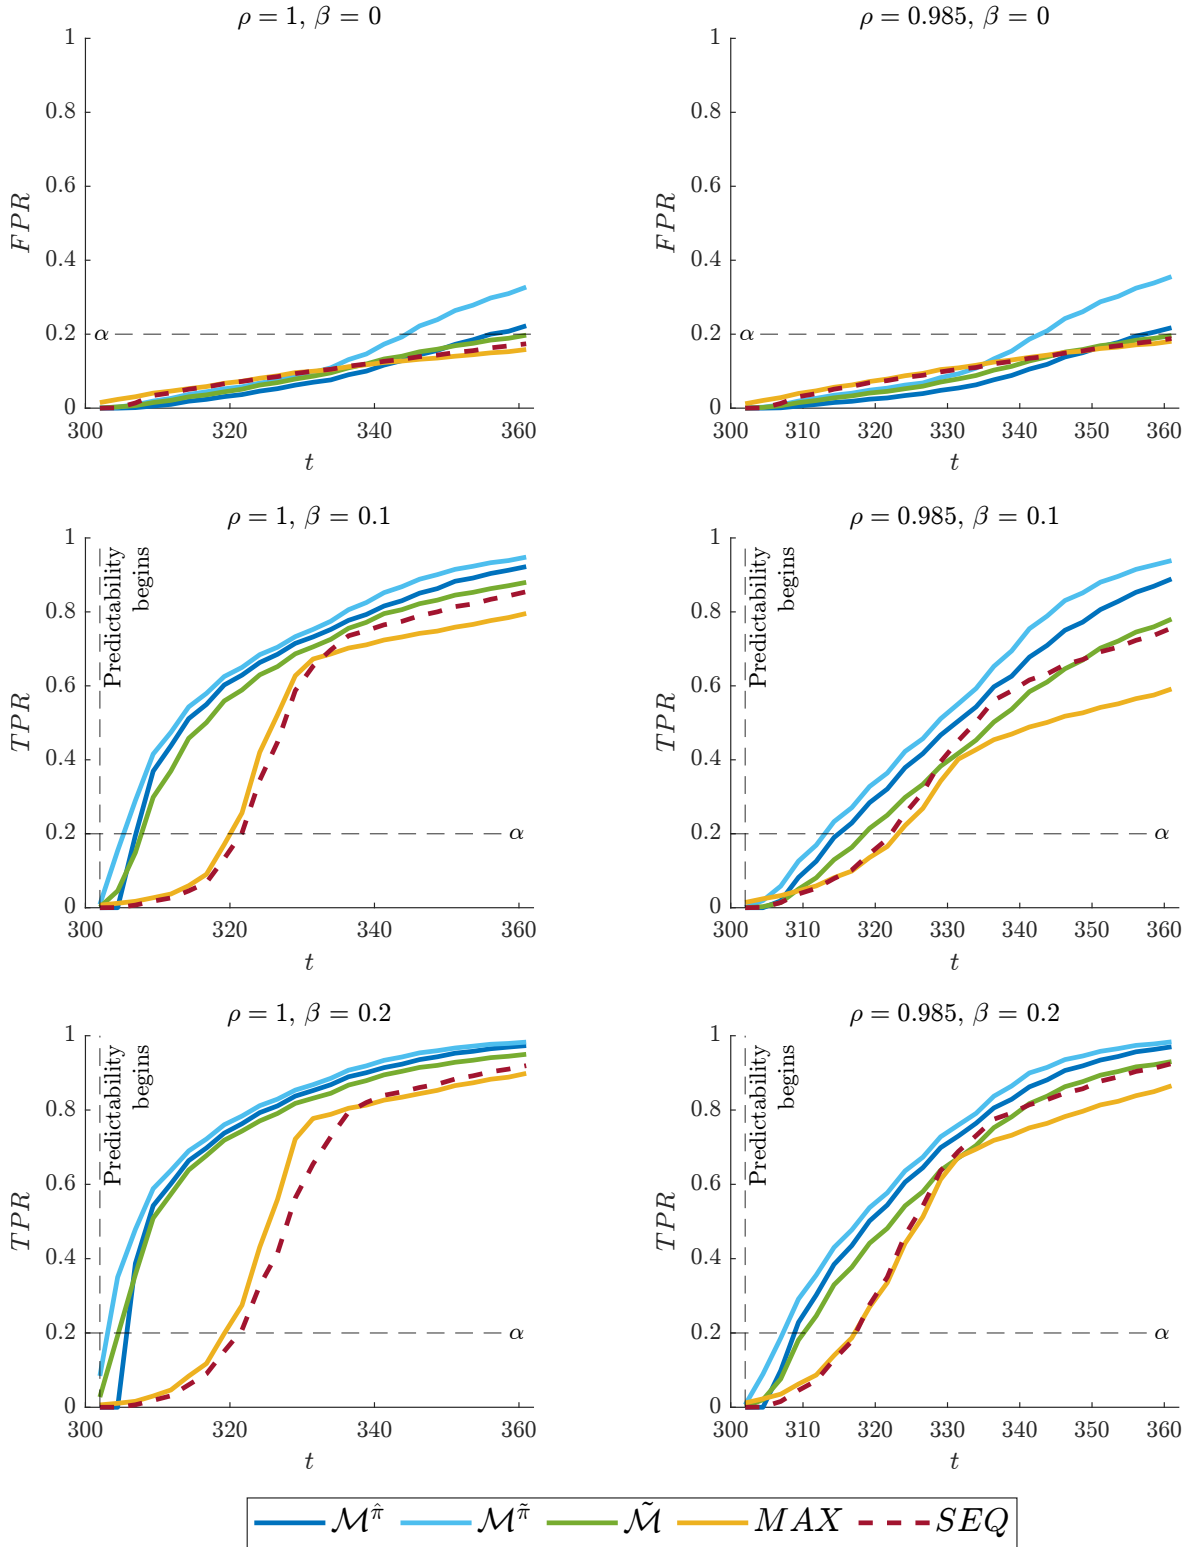 ρ = 1, β = 0
1
0.8
0.6
0.4
0.2
0
FPR
α
300 320 340 360
t
ρ = 0.985, β = 0
1
0.8
0.6
0.4
0.2
0
FPR
α
300 310 320 330 340 350 360
t
ρ = 1, β = 0.1
1
0.8
0.6
0.4
0.2
0
TPR
Predictability
begins
α
300 320 340 360
t
ρ = 0.985, β = 0.1
1
0.8
0.6
0.4
0.2
0
TPR
Predictability
begins
α
300 310 320 330 340 350 360
t
ρ = 1, β = 0.2
1
0.8
0.6
0.4
0.2
0
TPR
Predictability
begins
α
300 320 340 360
t
ρ = 0.985, β = 0.2
1
0.8
0.6
0.4
0.2
0
TPR
Predictability
begins
α
300 310 320 330 340 350 360
t
ℳ^π̂ ℳ^π̃ ℳ̃ MAX SEQ